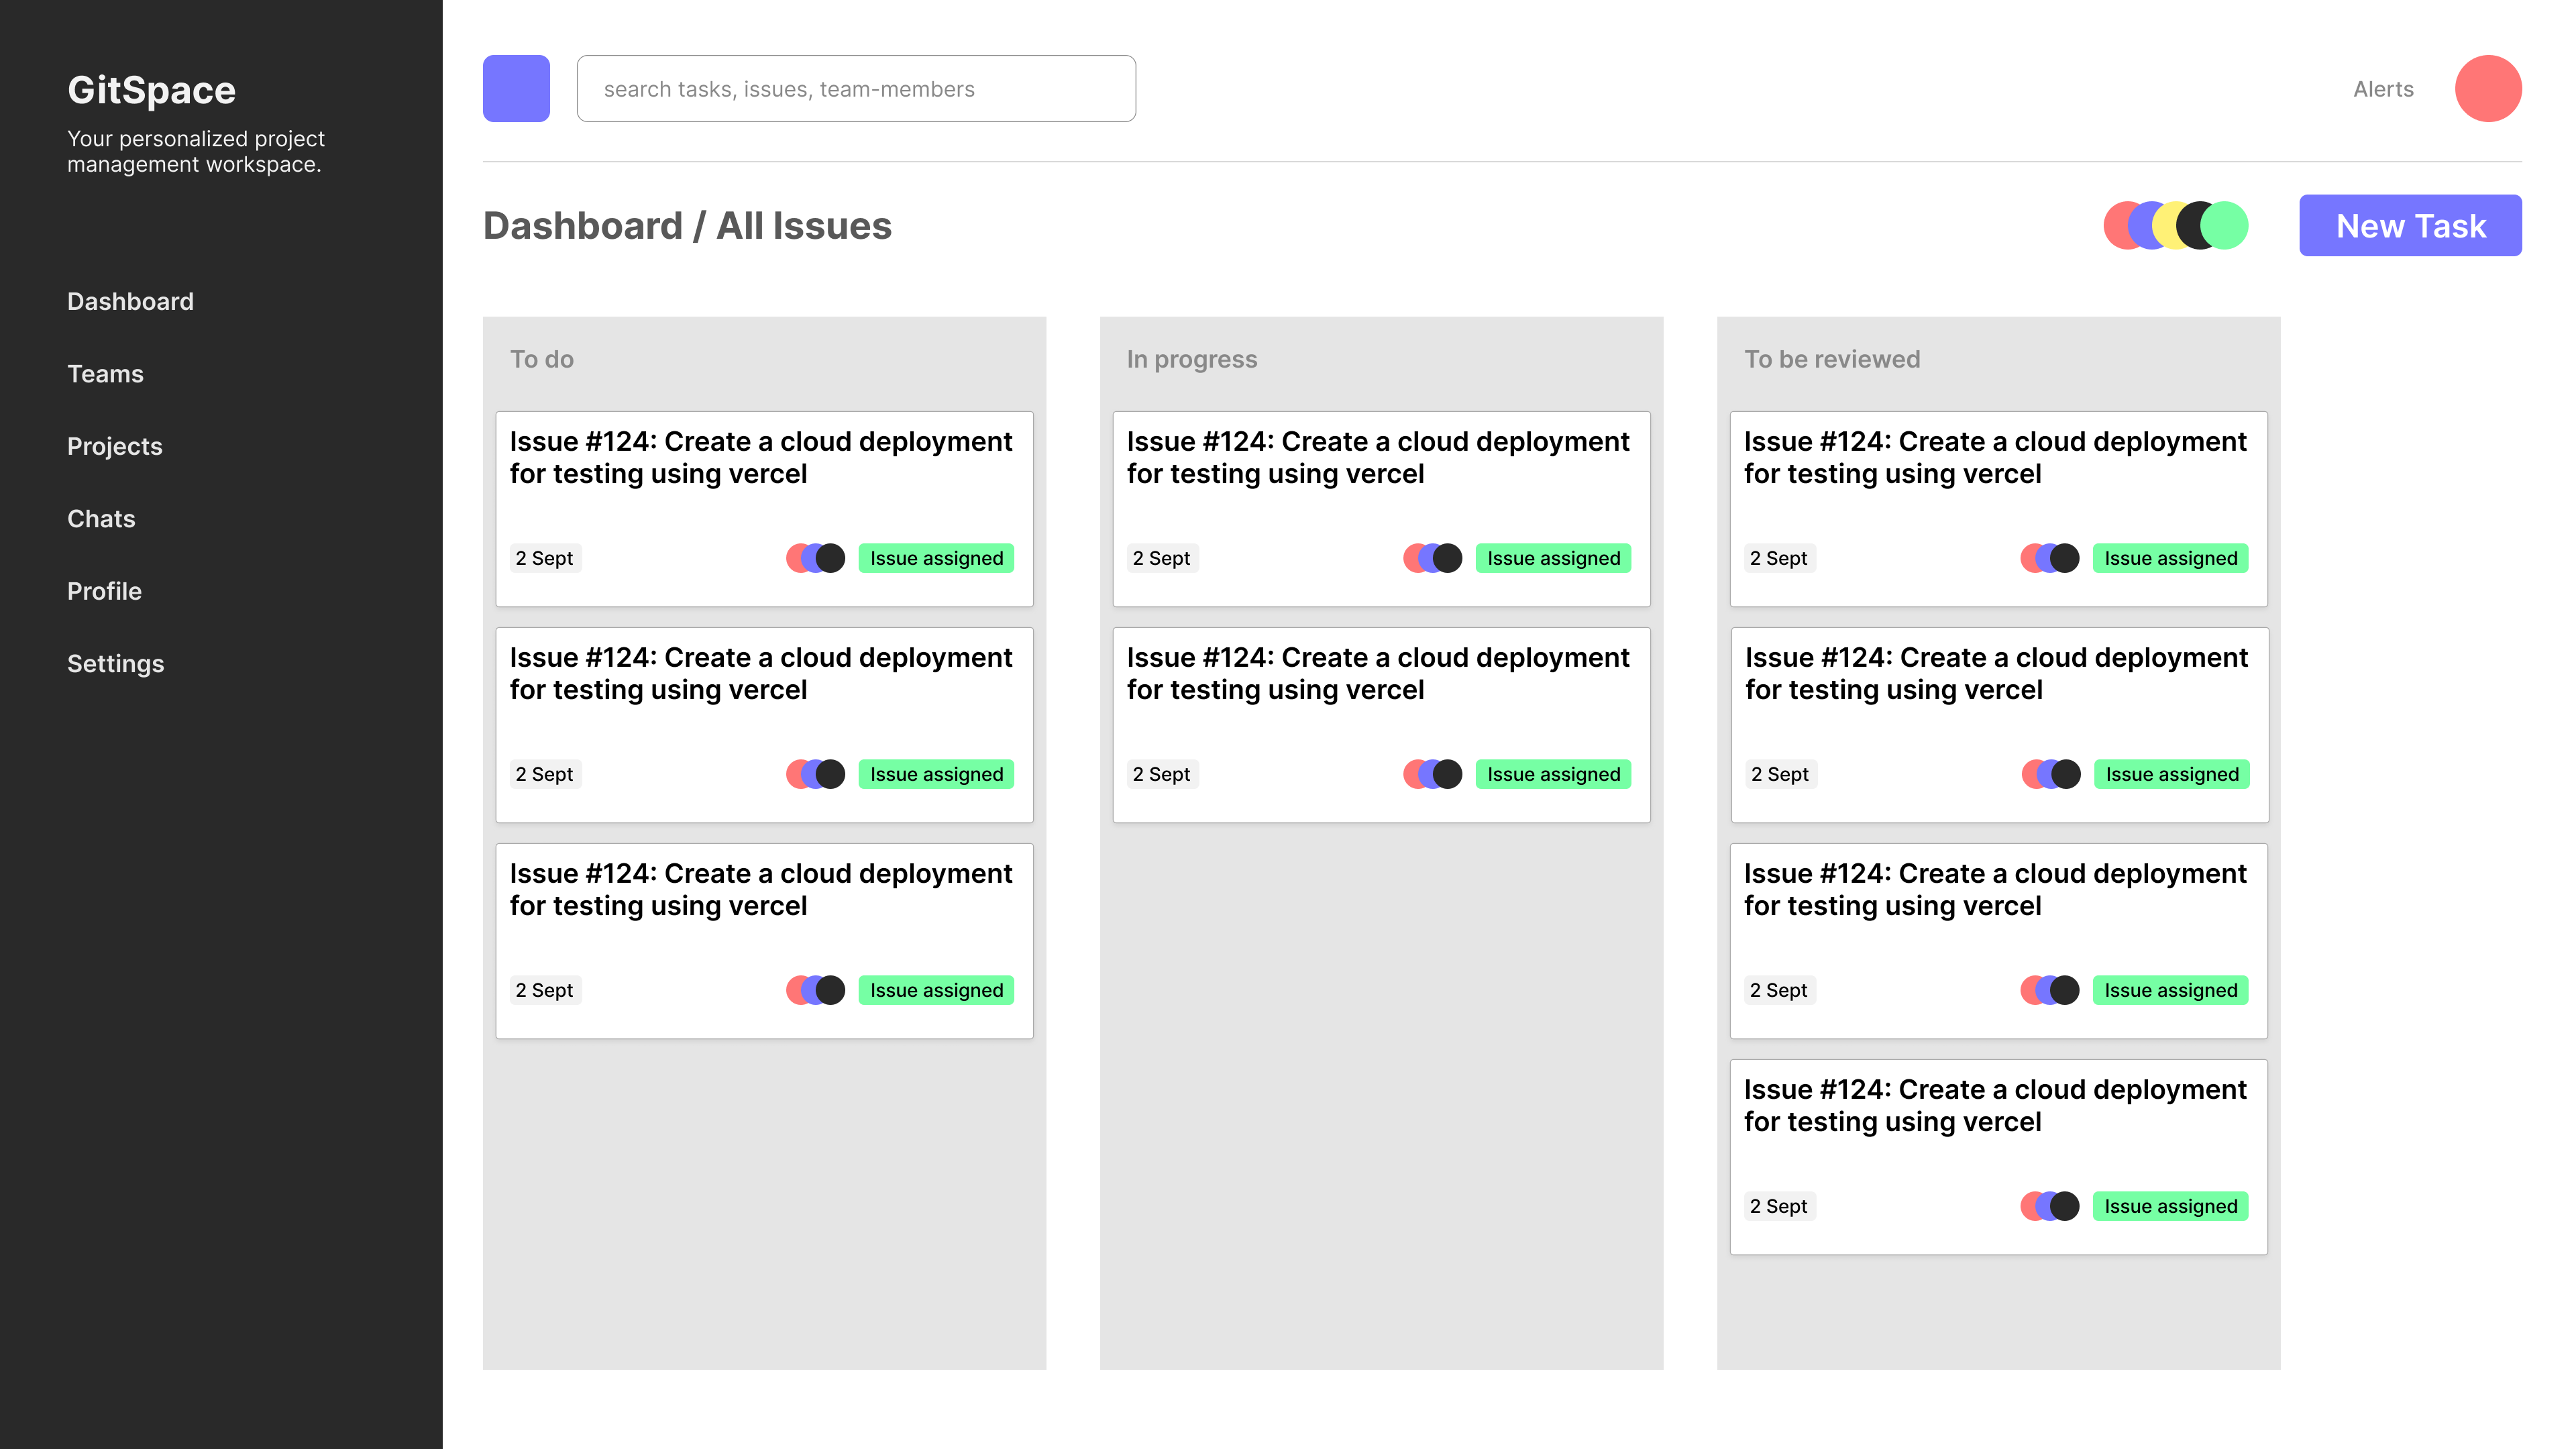 GitSpace
Your personalized project
management workspace.
Dashboard
Teams
Projects
Chats
Profile
Settings
search tasks, issues, team-members
Alerts
Dashboard / All Issues
New Task
To do
Issue #124: Create a cloud deployment
for testing using vercel
2 Sept
Issue assigned
Issue #124: Create a cloud deployment
for testing using vercel
2 Sept
Issue assigned
Issue #124: Create a cloud deployment
for testing using vercel
2 Sept
Issue assigned
In progress
Issue #124: Create a cloud deployment
for testing using vercel
2 Sept
Issue assigned
Issue #124: Create a cloud deployment
for testing using vercel
2 Sept
Issue assigned
To be reviewed
Issue #124: Create a cloud deployment
for testing using vercel
2 Sept
Issue assigned
Issue #124: Create a cloud deployment
for testing using vercel
2 Sept
Issue assigned
Issue #124: Create a cloud deployment
for testing using vercel
2 Sept
Issue assigned
Issue #124: Create a cloud deployment
for testing using vercel
2 Sept
Issue assigned